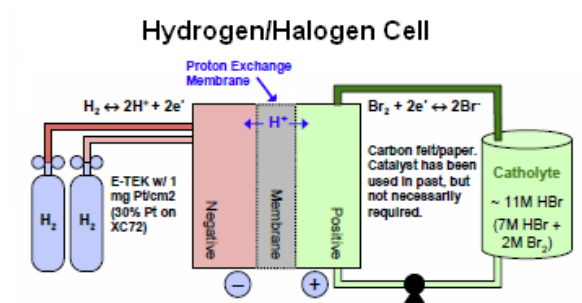 Hydrogen/Halogen Cell
Proton Exchange
Membrane
H₂ ↔ 2H⁺ + 2e⁻
Br₂ + 2e⁻ ↔ 2Br⁻
H⁺
E-TEK w/ 1
mg Pt/cm2
(30% Pt on
XC72)
H₂
H₂
Negative
Membrane
Positive
Carbon felt/paper.
Catalyst has been
used in past, but
not necessarily
required.
Catholyte
~ 11M HBr
(7M HBr +
2M Br₂)
−
+